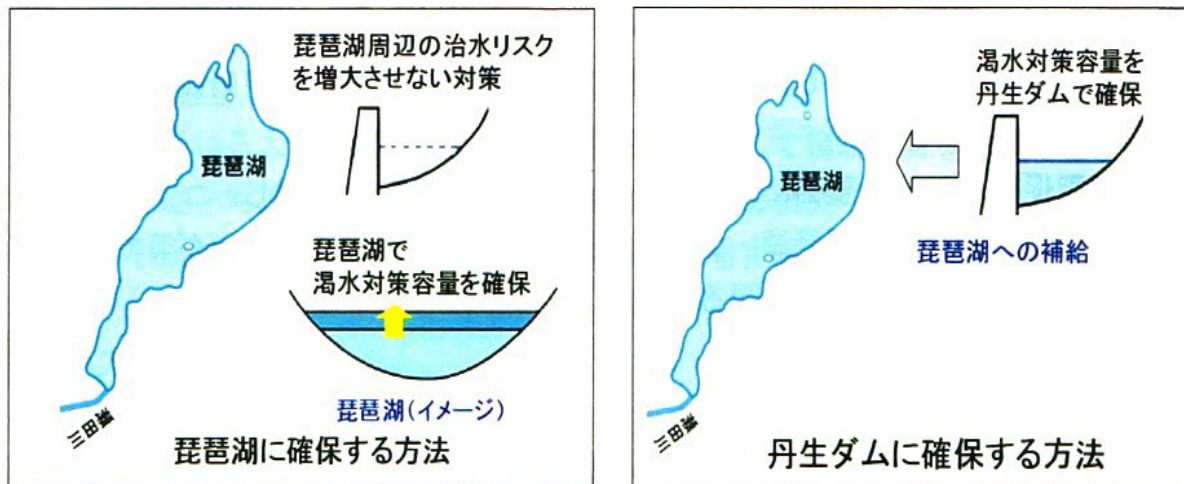 琵琶湖周辺の治水リスク
を増大させない対策
琵琶湖
琵琶湖で
渇水対策容量を確保
琵琶湖(イメージ)
瀬田川
琵琶湖に確保する方法
渇水対策容量を
丹生ダムで確保
琵琶湖
琵琶湖への補給
瀬田川
丹生ダムに確保する方法